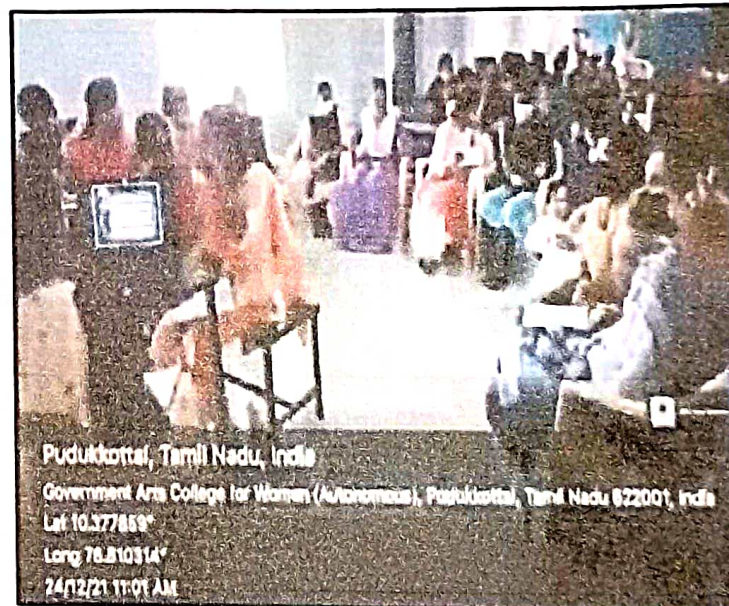 Pudukkottai, Tamil Nadu, India
Government Arts College for Women (Autonomous), Pudukkottai, Tamil Nadu 622001, India
Lat 10.377859°
Long 78.810314°
24/12/21 11:01 AM